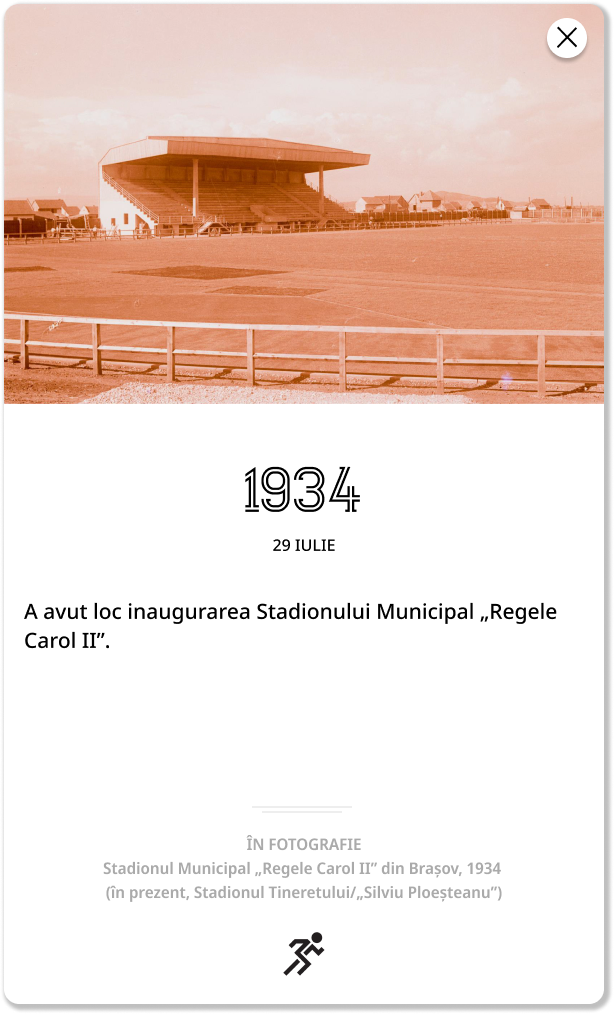 1934
29 IULIE
A avut loc inaugurarea Stadionului Municipal „Regele
Carol II”.
ÎN FOTOGRAFIE
Stadionul Municipal „Regele Carol II” din Brașov, 1934
(în prezent, Stadionul Tineretului/„Silviu Ploeșteanu”)